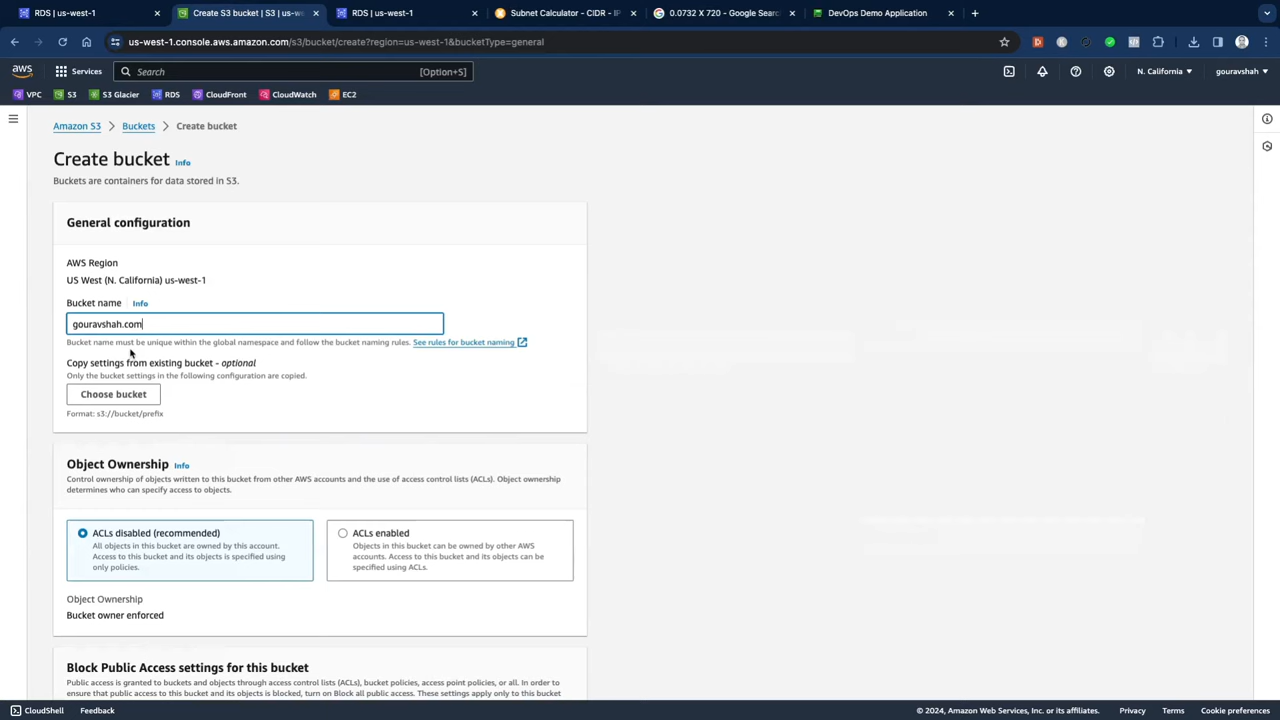 RDS | us-west-1
Create S3 bucket | S3 | us-w
RDS | us-west-1
Subnet Calculator - CIDR - IP
0.0732 X 720 - Google Sear
DevOps Demo Application
us-west-1.console.aws.amazon.com/s3/bucket/create?region=us-west-1&bucketType=general
aws
Services
Search
[Option+S]
N. California
gouravshah
VPC
S3
S3 Glacier
RDS
CloudFront
CloudWatch
EC2
Amazon S3
Buckets
Create bucket
Create bucket Info
Buckets are containers for data stored in S3.
General configuration
AWS Region
US West (N. California) us-west-1
Bucket name Info
gouravshah.com
Bucket name must be unique within the global namespace and follow the bucket naming rules. See rules for bucket naming
Copy settings from existing bucket - optional
Only the bucket settings in the following configuration are copied.
Choose bucket
Format: s3://bucket/prefix
Object Ownership Info
Control ownership of objects written to this bucket from other AWS accounts and the use of access control lists (ACLs). Object ownership
determines who can specify access to objects.
ACLs disabled (recommended)
All objects in this bucket are owned by this account.
Access to this bucket and its objects is specified using
only policies.
ACLs enabled
Objects in this bucket can be owned by other AWS
accounts. Access to this bucket and its objects can be
specified using ACLs.
Object Ownership
Bucket owner enforced
Block Public Access settings for this bucket
Public access is granted to buckets and objects through access control lists (ACLs), bucket policies, access point policies, or all. In order to
ensure that public access to this bucket and its objects is blocked, turn on Block all public access. These settings apply only to this bucket
CloudShell
Feedback
© 2024, Amazon Web Services, Inc. or its affiliates.
Privacy
Terms
Cookie preferences